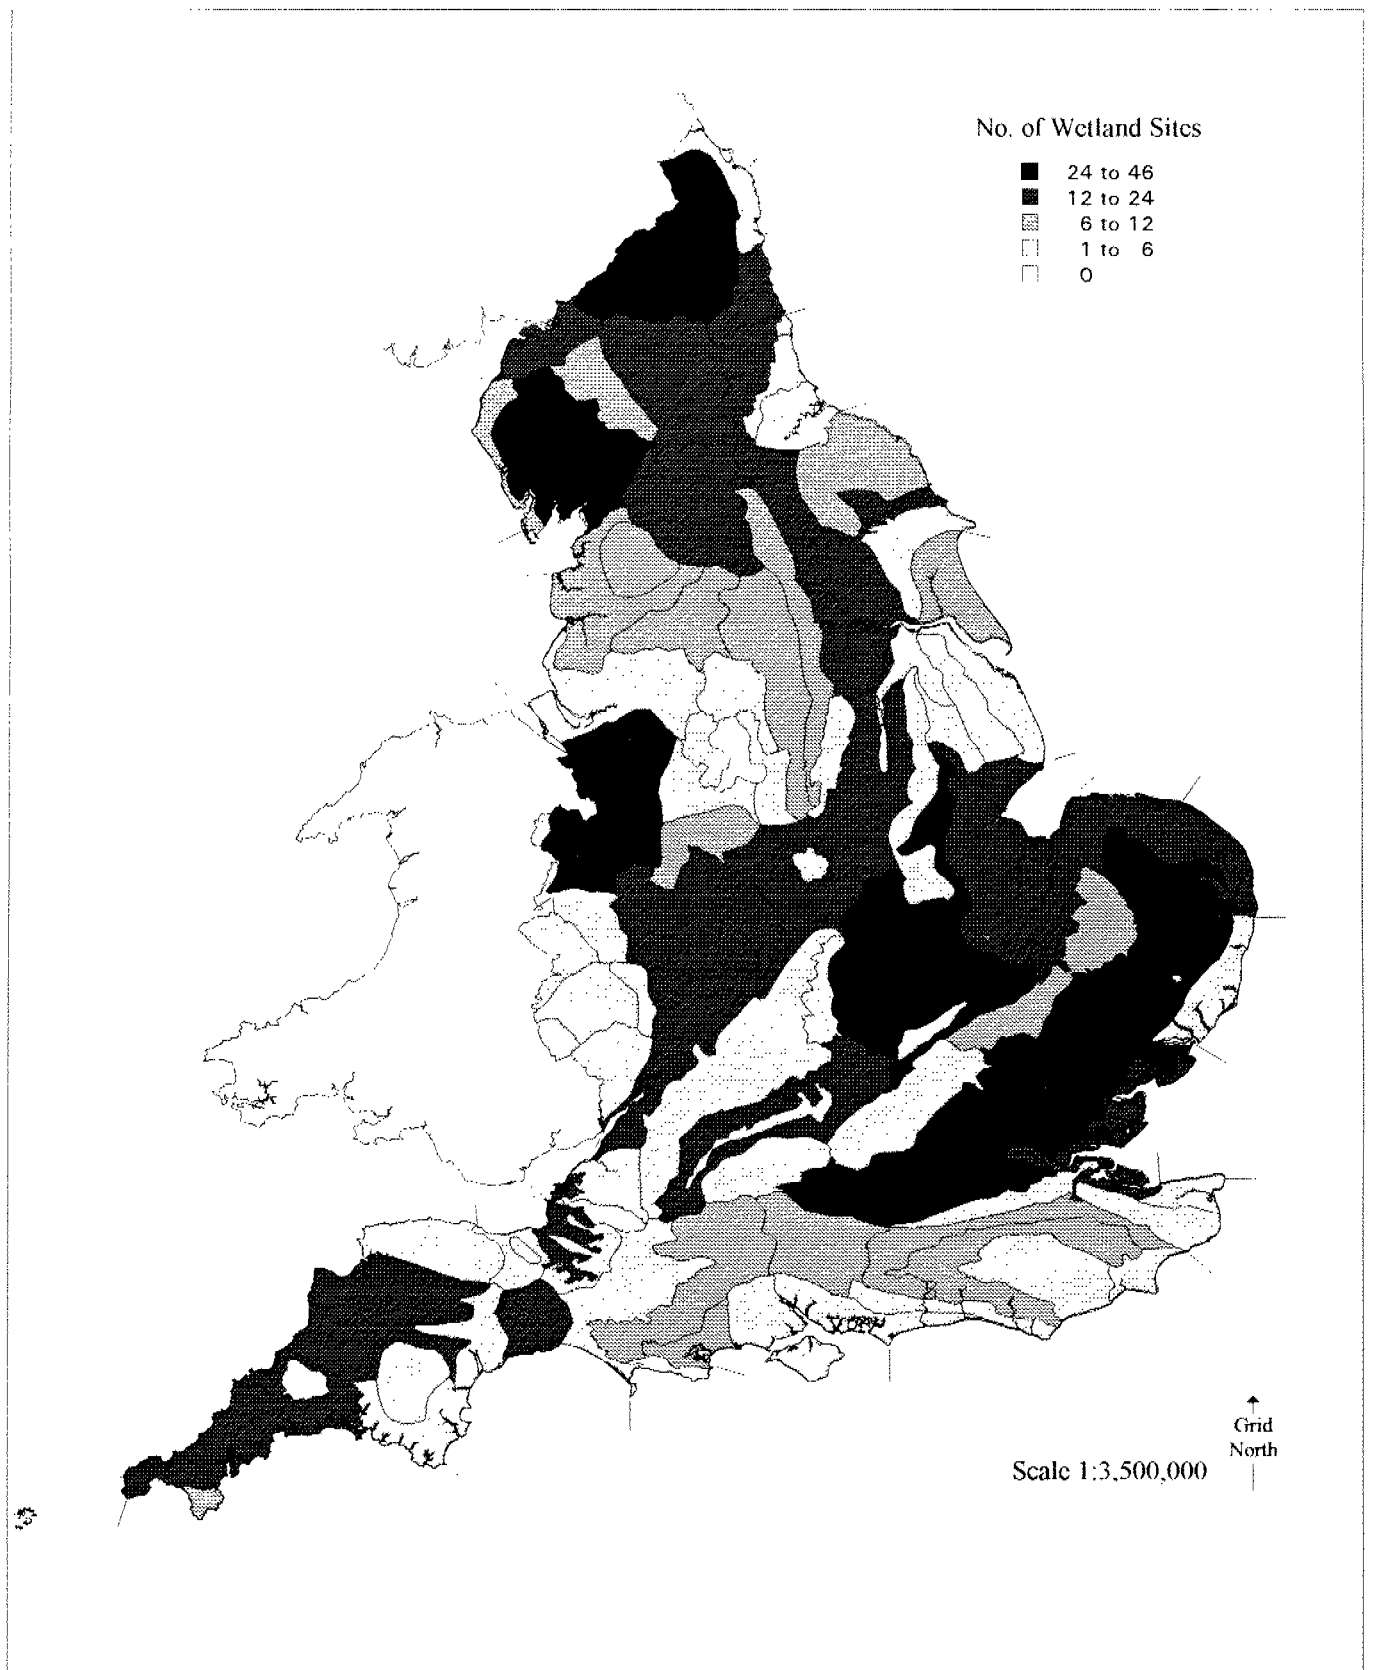 No. of Wetland Sites
24 to 46
12 to 24
6 to 12
1 to 6
0
Grid
North
Scale 1:3,500,000